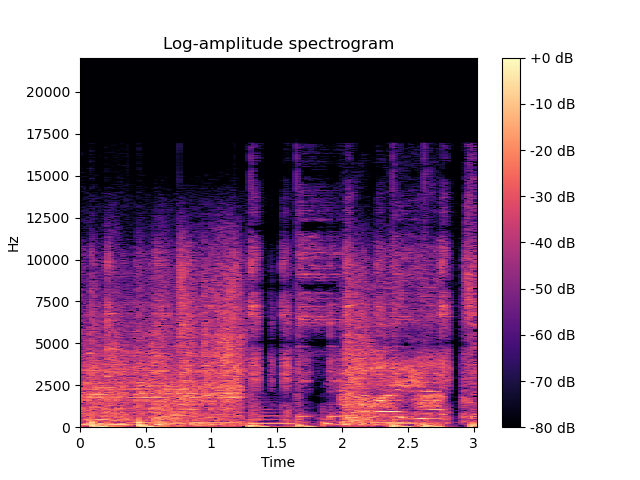 Log-amplitude spectrogram
20000
17500
15000
12500
10000
7500
5000
2500
0
Hz
0 0.5 1 1.5 2 2.5 3
Time
+0 dB
-10 dB
-20 dB
-30 dB
-40 dB
-50 dB
-60 dB
-70 dB
-80 dB